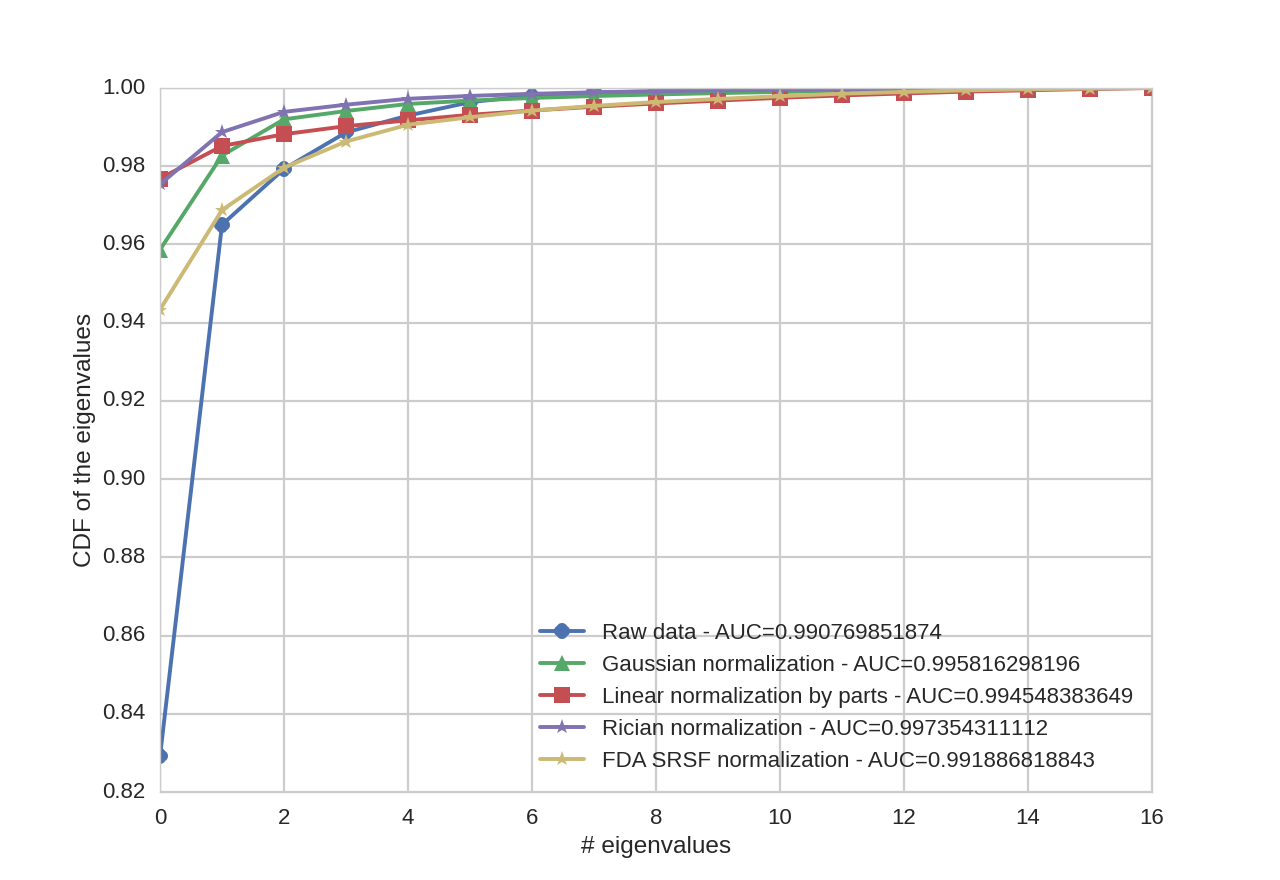 1.00
0.98
0.96
0.94
0.92
0.90
0.88
0.86
0.84
0.82
CDF of the eigenvalues
Raw data - AUC=0.990769851874
Gaussian normalization - AUC=0.995816298196
Linear normalization by parts - AUC=0.994548383649
Rician normalization - AUC=0.997354311112
FDA SRSF normalization - AUC=0.991886818843
0 2 4 6 8 10 12 14 16
# eigenvalues